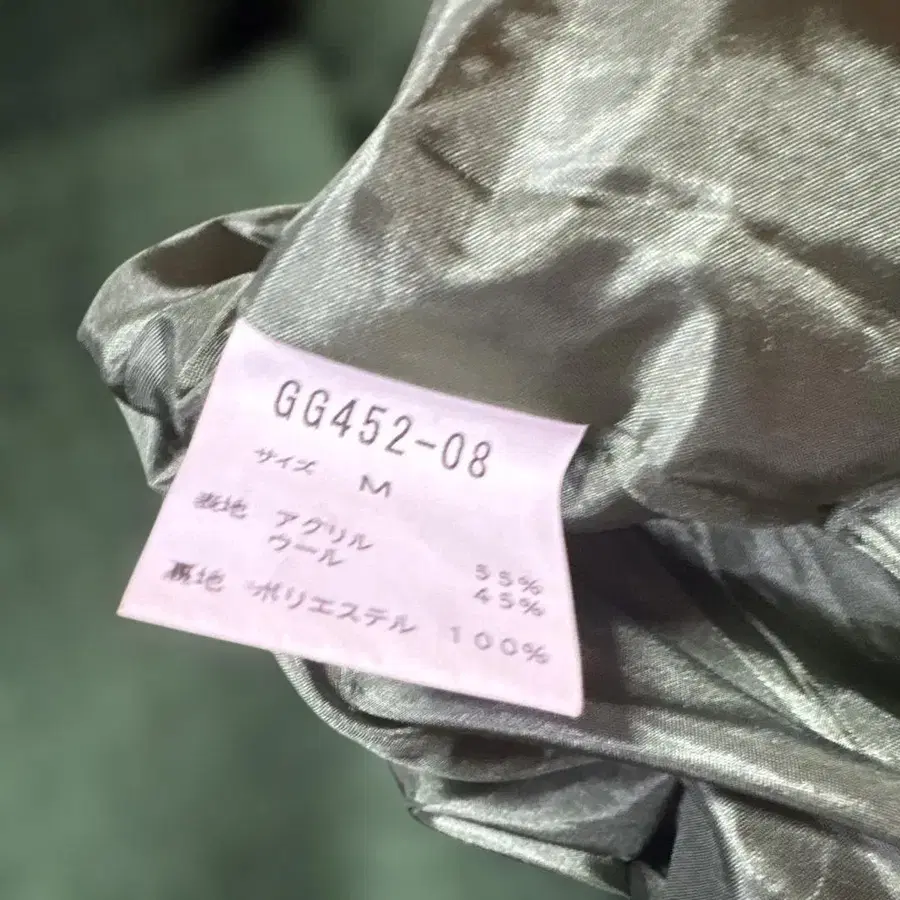 GG452-08
サイズ M
表地 アクリル 55%
ウール 45%
裏地 ポリエステル 100%